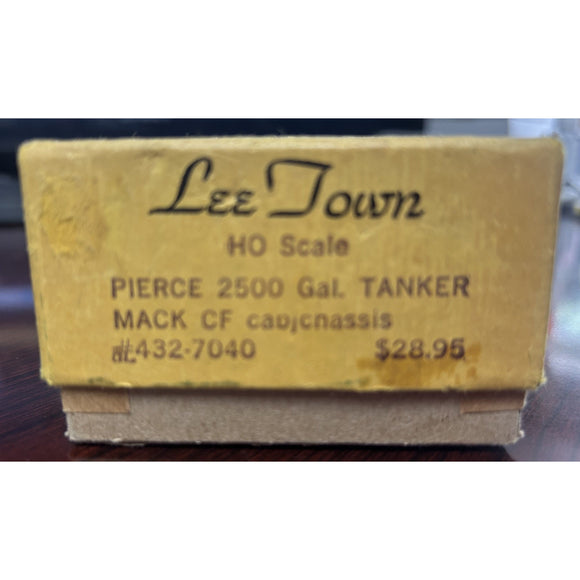 Lee Town
HO Scale
PIERCE 2500 Gal. TANKER
MACK CF cab/chassis
#432-7040 $28.95